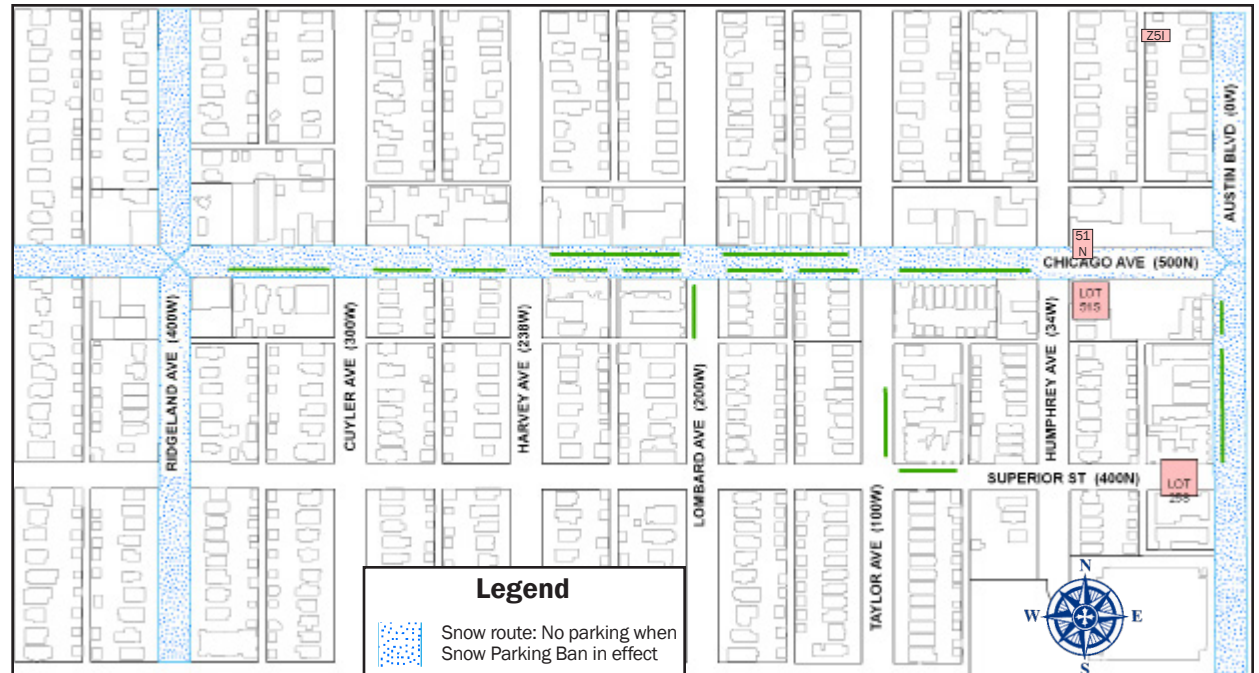 Z5I
AUSTIN BLVD (0W)
51
N
CHICAGO AVE (500N)
LOT
51S
RIDGELAND AVE (400W)
CUYLER AVE (300W)
HARVEY AVE (238W)
LOMBARD AVE (200W)
HUMPHREY AVE (34W)
SUPERIOR ST (400N)
LOT
TAYLOR AVE (100W)
Legend
Snow route: No parking when
Snow Parking Ban in effect
N
W
E
S